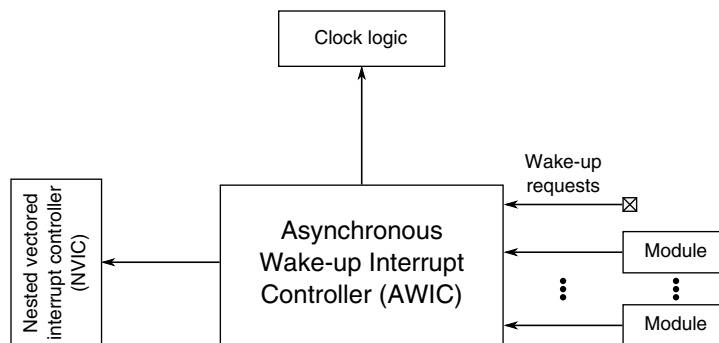 Clock logic
Wake-up
requests
Nested vectored
interrupt controller
(NVIC)
Asynchronous
Wake-up Interrupt
Controller (AWIC)
Module
Module